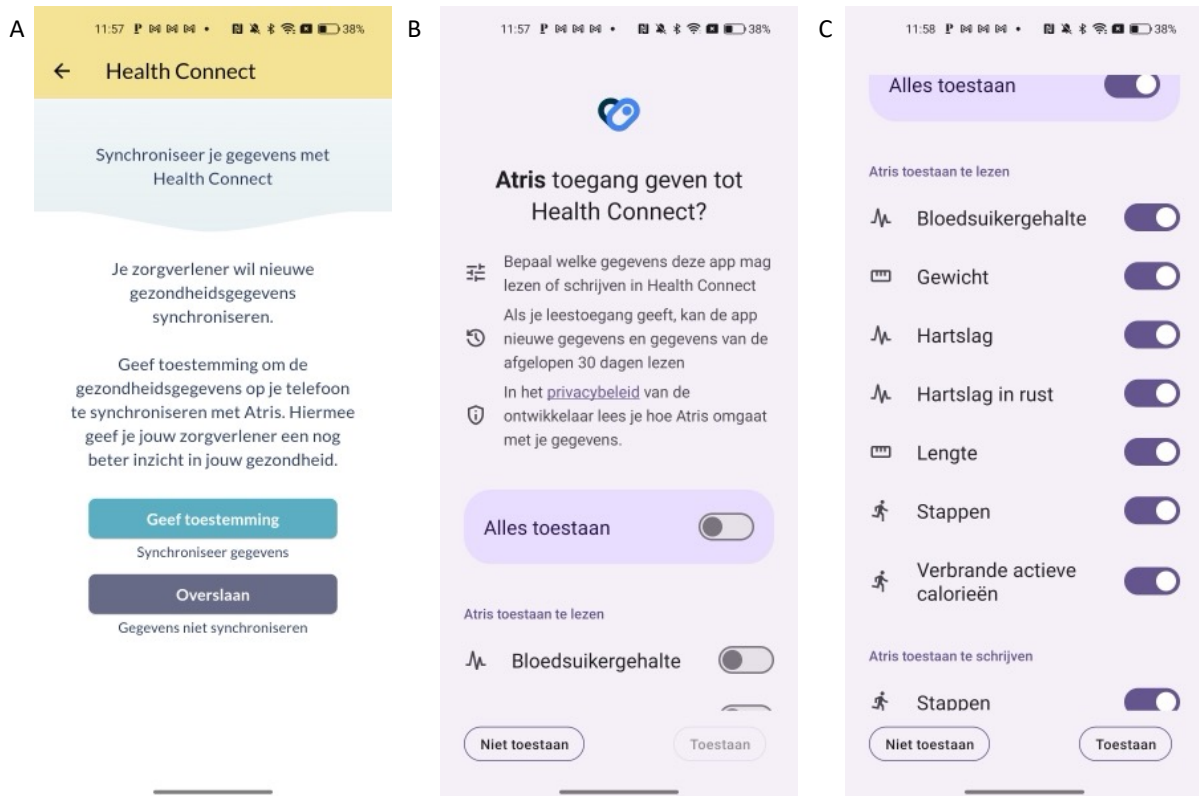 A
11:57
38%
Health Connect
Synchroniseer je gegevens met
Health Connect
Je zorgverlener wil nieuwe
gezondheidsgegevens
synchroniseren.
Geef toestemming om de
gezondheidsgegevens op je telefoon
te synchroniseren met Atris. Hiermee
geef je jouw zorgverlener een nog
beter inzicht in jouw gezondheid.
Geef toestemming
Synchroniseer gegevens
Overslaan
Gegevens niet synchroniseren
B
11:57
38%
Atris toegang geven tot
Health Connect?
Bepaal welke gegevens deze app mag
lezen of schrijven in Health Connect
Als je leestoegang geeft, kan de app
nieuwe gegevens en gegevens van de
afgelopen 30 dagen lezen
In het privacybeleid van de
ontwikkelaar lees je hoe Atris omgaat
met je gegevens.
Alles toestaan
Atris toestaan te lezen
Bloedsuikergehalte
Niet toestaan
Toestaan
C
11:58
38%
Alles toestaan
Atris toestaan te lezen
Bloedsuikergehalte
Gewicht
Hartslag
Hartslag in rust
Lengte
Stappen
Verbrande actieve
calorieën
Atris toestaan te schrijven
Stappen
Niet toestaan
Toestaan